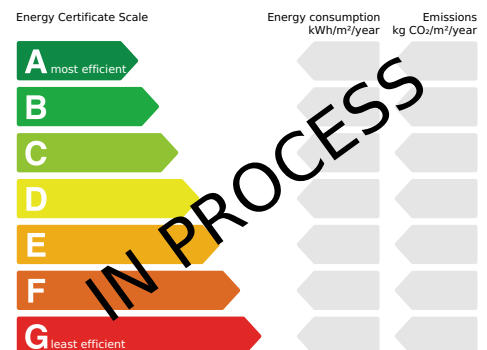 Energy Certificate Scale
Energy consumption
kWh/m²/year
Emissions
kg CO₂/m²/year
A most efficient
B
C
D
E
F
G least efficient
IN PROCESS